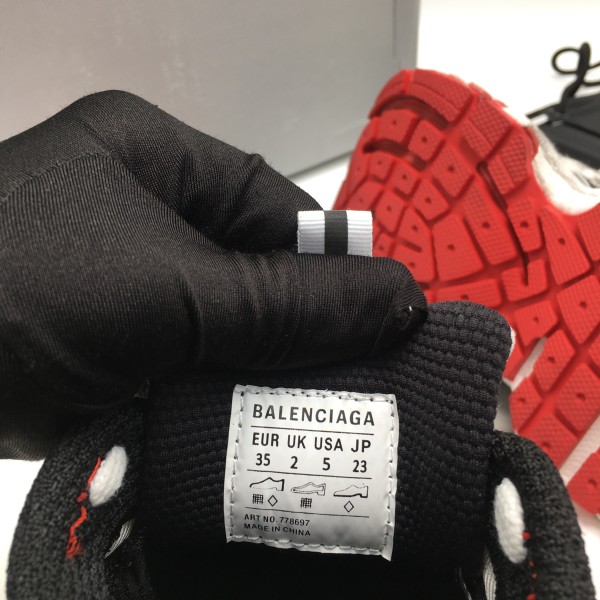 BALENCIAGA
EUR UK USA JP
35 2 5 23
ART NO. 778697
MADE IN CHINA